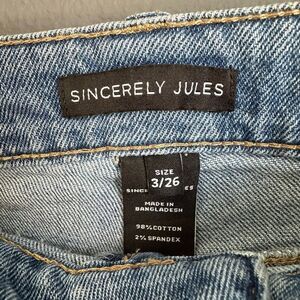 SINCERELY JULES
SIZE
3/26
MADE IN
BANGLADESH
98% COTTON
2% SPANDEX